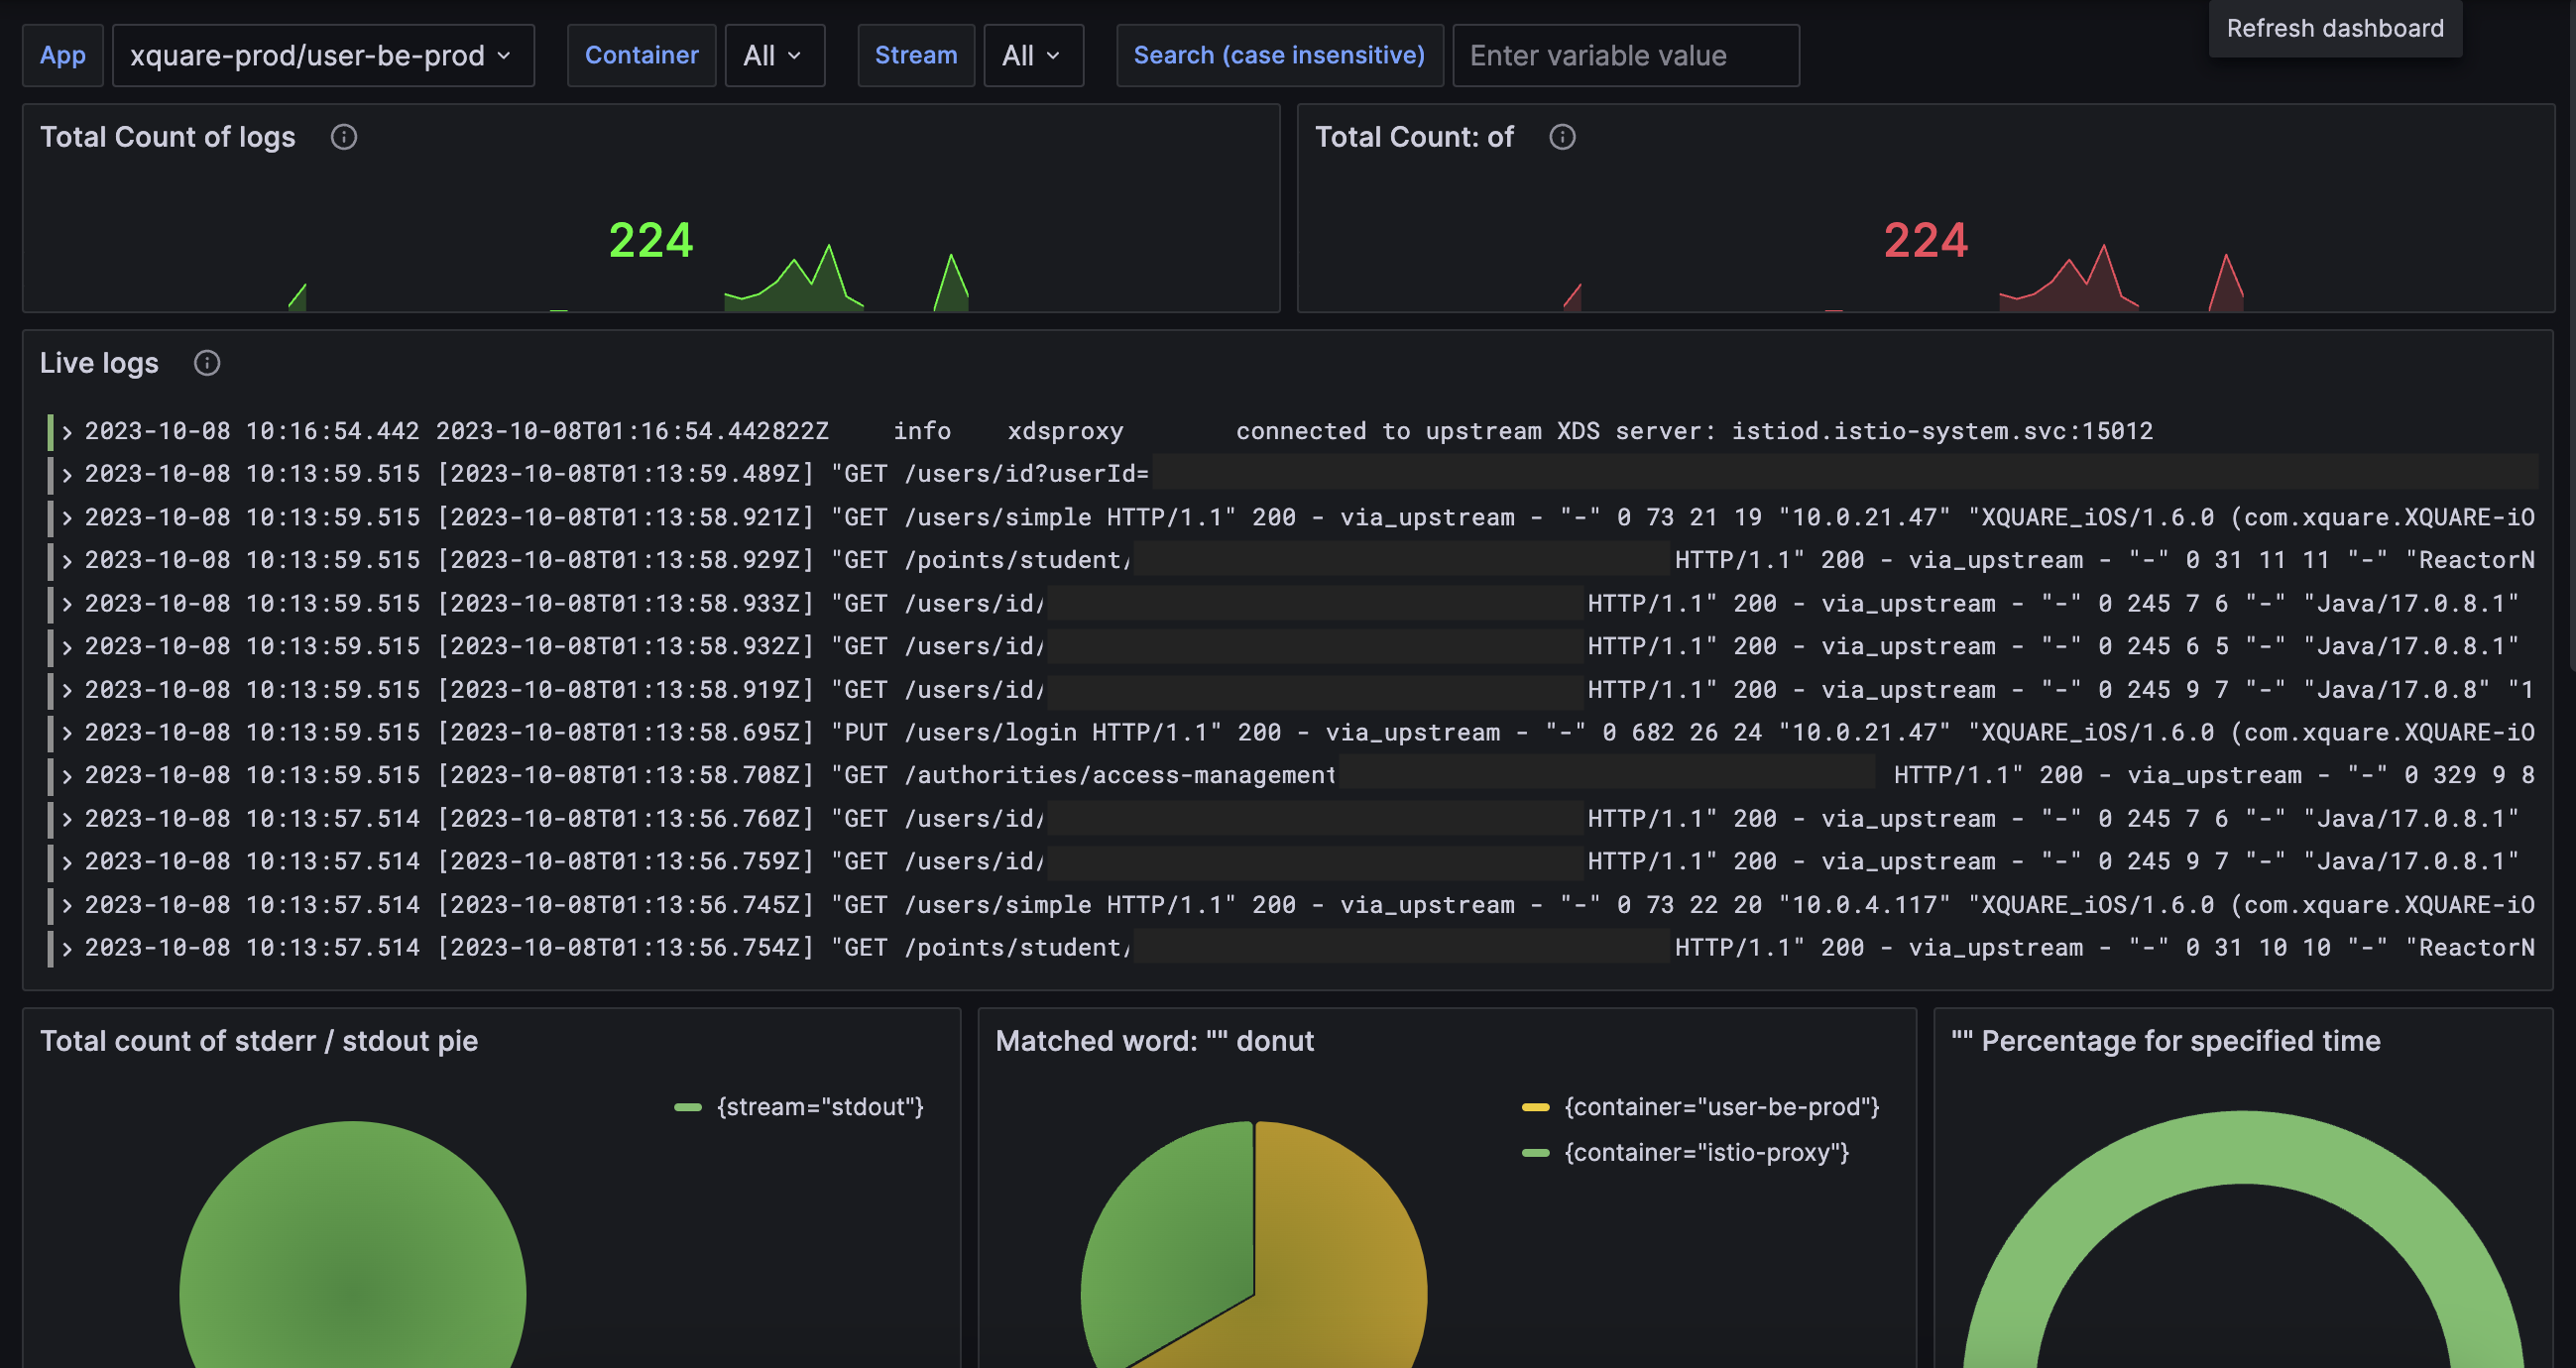 Refresh dashboard
App xquare-prod/user-be-prod Container All Stream All Search (case insensitive) Enter variable value
Total Count of logs
224
Total Count: of
224
Live logs
2023-10-08 10:16:54.442 2023-10-08T01:16:54.442822Z info xdsproxy connected to upstream XDS server: istiod.istio-system.svc:15012
2023-10-08 10:13:59.515 [2023-10-08T01:13:59.489Z] "GET /users/id?userId=
2023-10-08 10:13:59.515 [2023-10-08T01:13:58.921Z] "GET /users/simple HTTP/1.1" 200 - via_upstream - "-" 0 73 21 19 "10.0.21.47" "XQUARE_iOS/1.6.0 (com.xquare.XQUARE-iO
2023-10-08 10:13:59.515 [2023-10-08T01:13:58.929Z] "GET /points/student/ HTTP/1.1" 200 - via_upstream - "-" 0 31 11 11 "-" "ReactorN
2023-10-08 10:13:59.515 [2023-10-08T01:13:58.933Z] "GET /users/id/ HTTP/1.1" 200 - via_upstream - "-" 0 245 7 6 "-" "Java/17.0.8.1"
2023-10-08 10:13:59.515 [2023-10-08T01:13:58.932Z] "GET /users/id/ HTTP/1.1" 200 - via_upstream - "-" 0 245 6 5 "-" "Java/17.0.8.1"
2023-10-08 10:13:59.515 [2023-10-08T01:13:58.919Z] "GET /users/id/ HTTP/1.1" 200 - via_upstream - "-" 0 245 9 7 "-" "Java/17.0.8" "1
2023-10-08 10:13:59.515 [2023-10-08T01:13:58.695Z] "PUT /users/login HTTP/1.1" 200 - via_upstream - "-" 0 682 26 24 "10.0.21.47" "XQUARE_iOS/1.6.0 (com.xquare.XQUARE-iO
2023-10-08 10:13:59.515 [2023-10-08T01:13:58.708Z] "GET /authorities/access-management HTTP/1.1" 200 - via_upstream - "-" 0 329 9 8
2023-10-08 10:13:57.514 [2023-10-08T01:13:56.760Z] "GET /users/id/ HTTP/1.1" 200 - via_upstream - "-" 0 245 7 6 "-" "Java/17.0.8.1"
2023-10-08 10:13:57.514 [2023-10-08T01:13:56.759Z] "GET /users/id/ HTTP/1.1" 200 - via_upstream - "-" 0 245 9 7 "-" "Java/17.0.8.1"
2023-10-08 10:13:57.514 [2023-10-08T01:13:56.745Z] "GET /users/simple HTTP/1.1" 200 - via_upstream - "-" 0 73 22 20 "10.0.4.117" "XQUARE_iOS/1.6.0 (com.xquare.XQUARE-iO
2023-10-08 10:13:57.514 [2023-10-08T01:13:56.754Z] "GET /points/student/ HTTP/1.1" 200 - via_upstream - "-" 0 31 10 10 "-" "ReactorN
Total count of stderr / stdout pie
{stream="stdout"}
Matched word: "" donut
{container="user-be-prod"}
{container="istio-proxy"}
"" Percentage for specified time